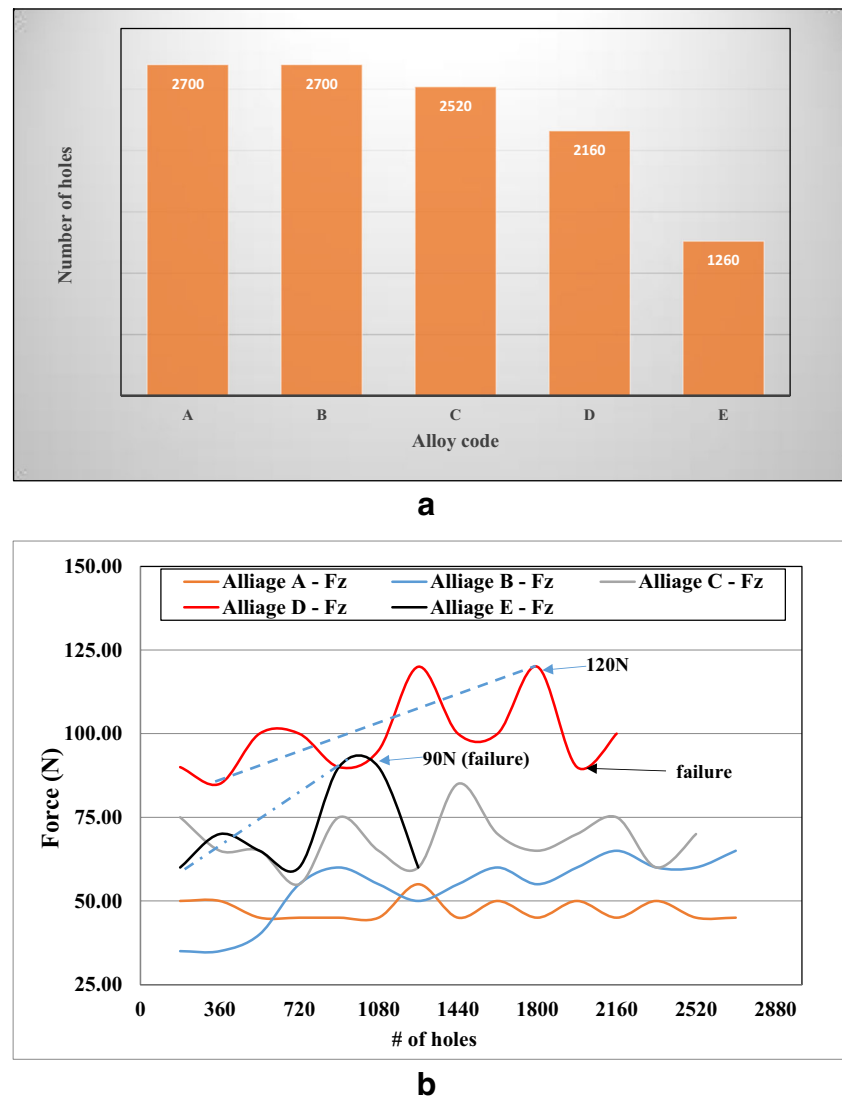 Number of holes
2700
2700
2520
2160
1260
A B C D E
Alloy code
a
150.00
125.00
100.00
75.00
50.00
25.00
Force (N)
Alliage A - Fz Alliage B - Fz Alliage C - Fz
Alliage D - Fz Alliage E - Fz
120N
90N (failure)
failure
0 360 720 1080 1440 1800 2160 2520 2880
# of holes
b